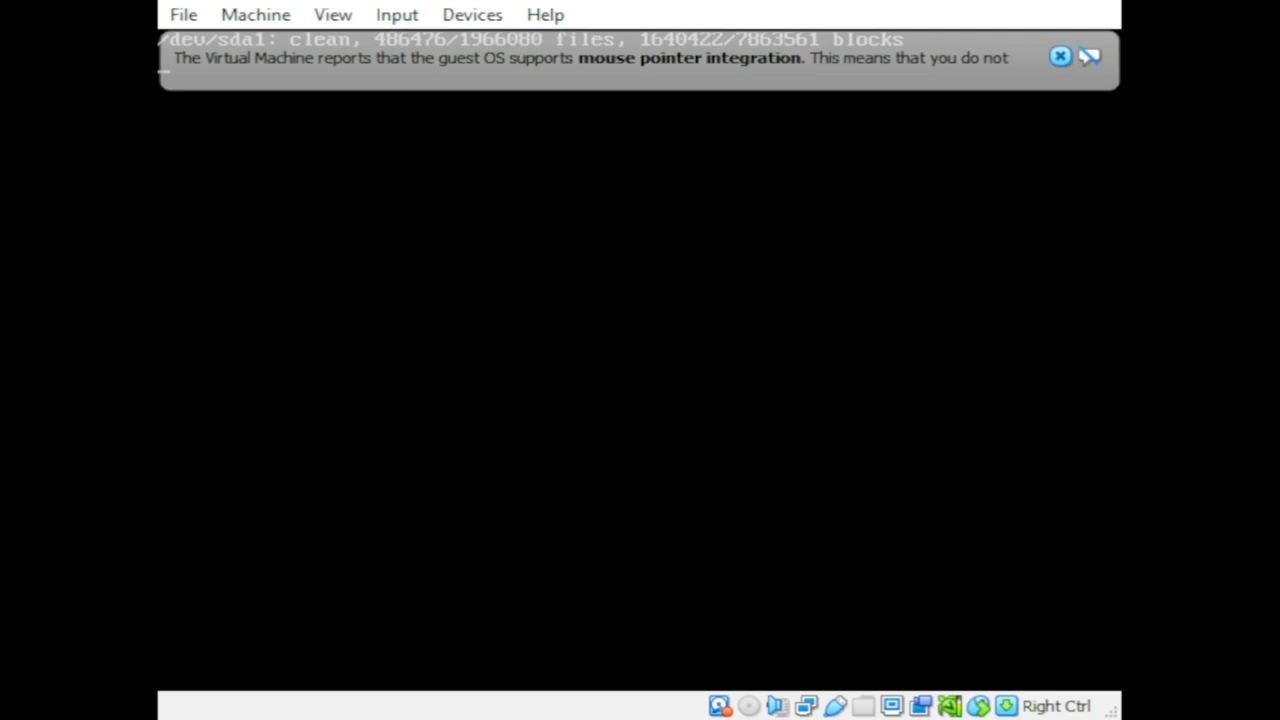 File Machine View Input Devices Help
/dev/sda1: clean, 486476/1966080 files, 1640422/7863561 blocks
The Virtual Machine reports that the guest OS supports mouse pointer integration. This means that you do not
Right Ctrl